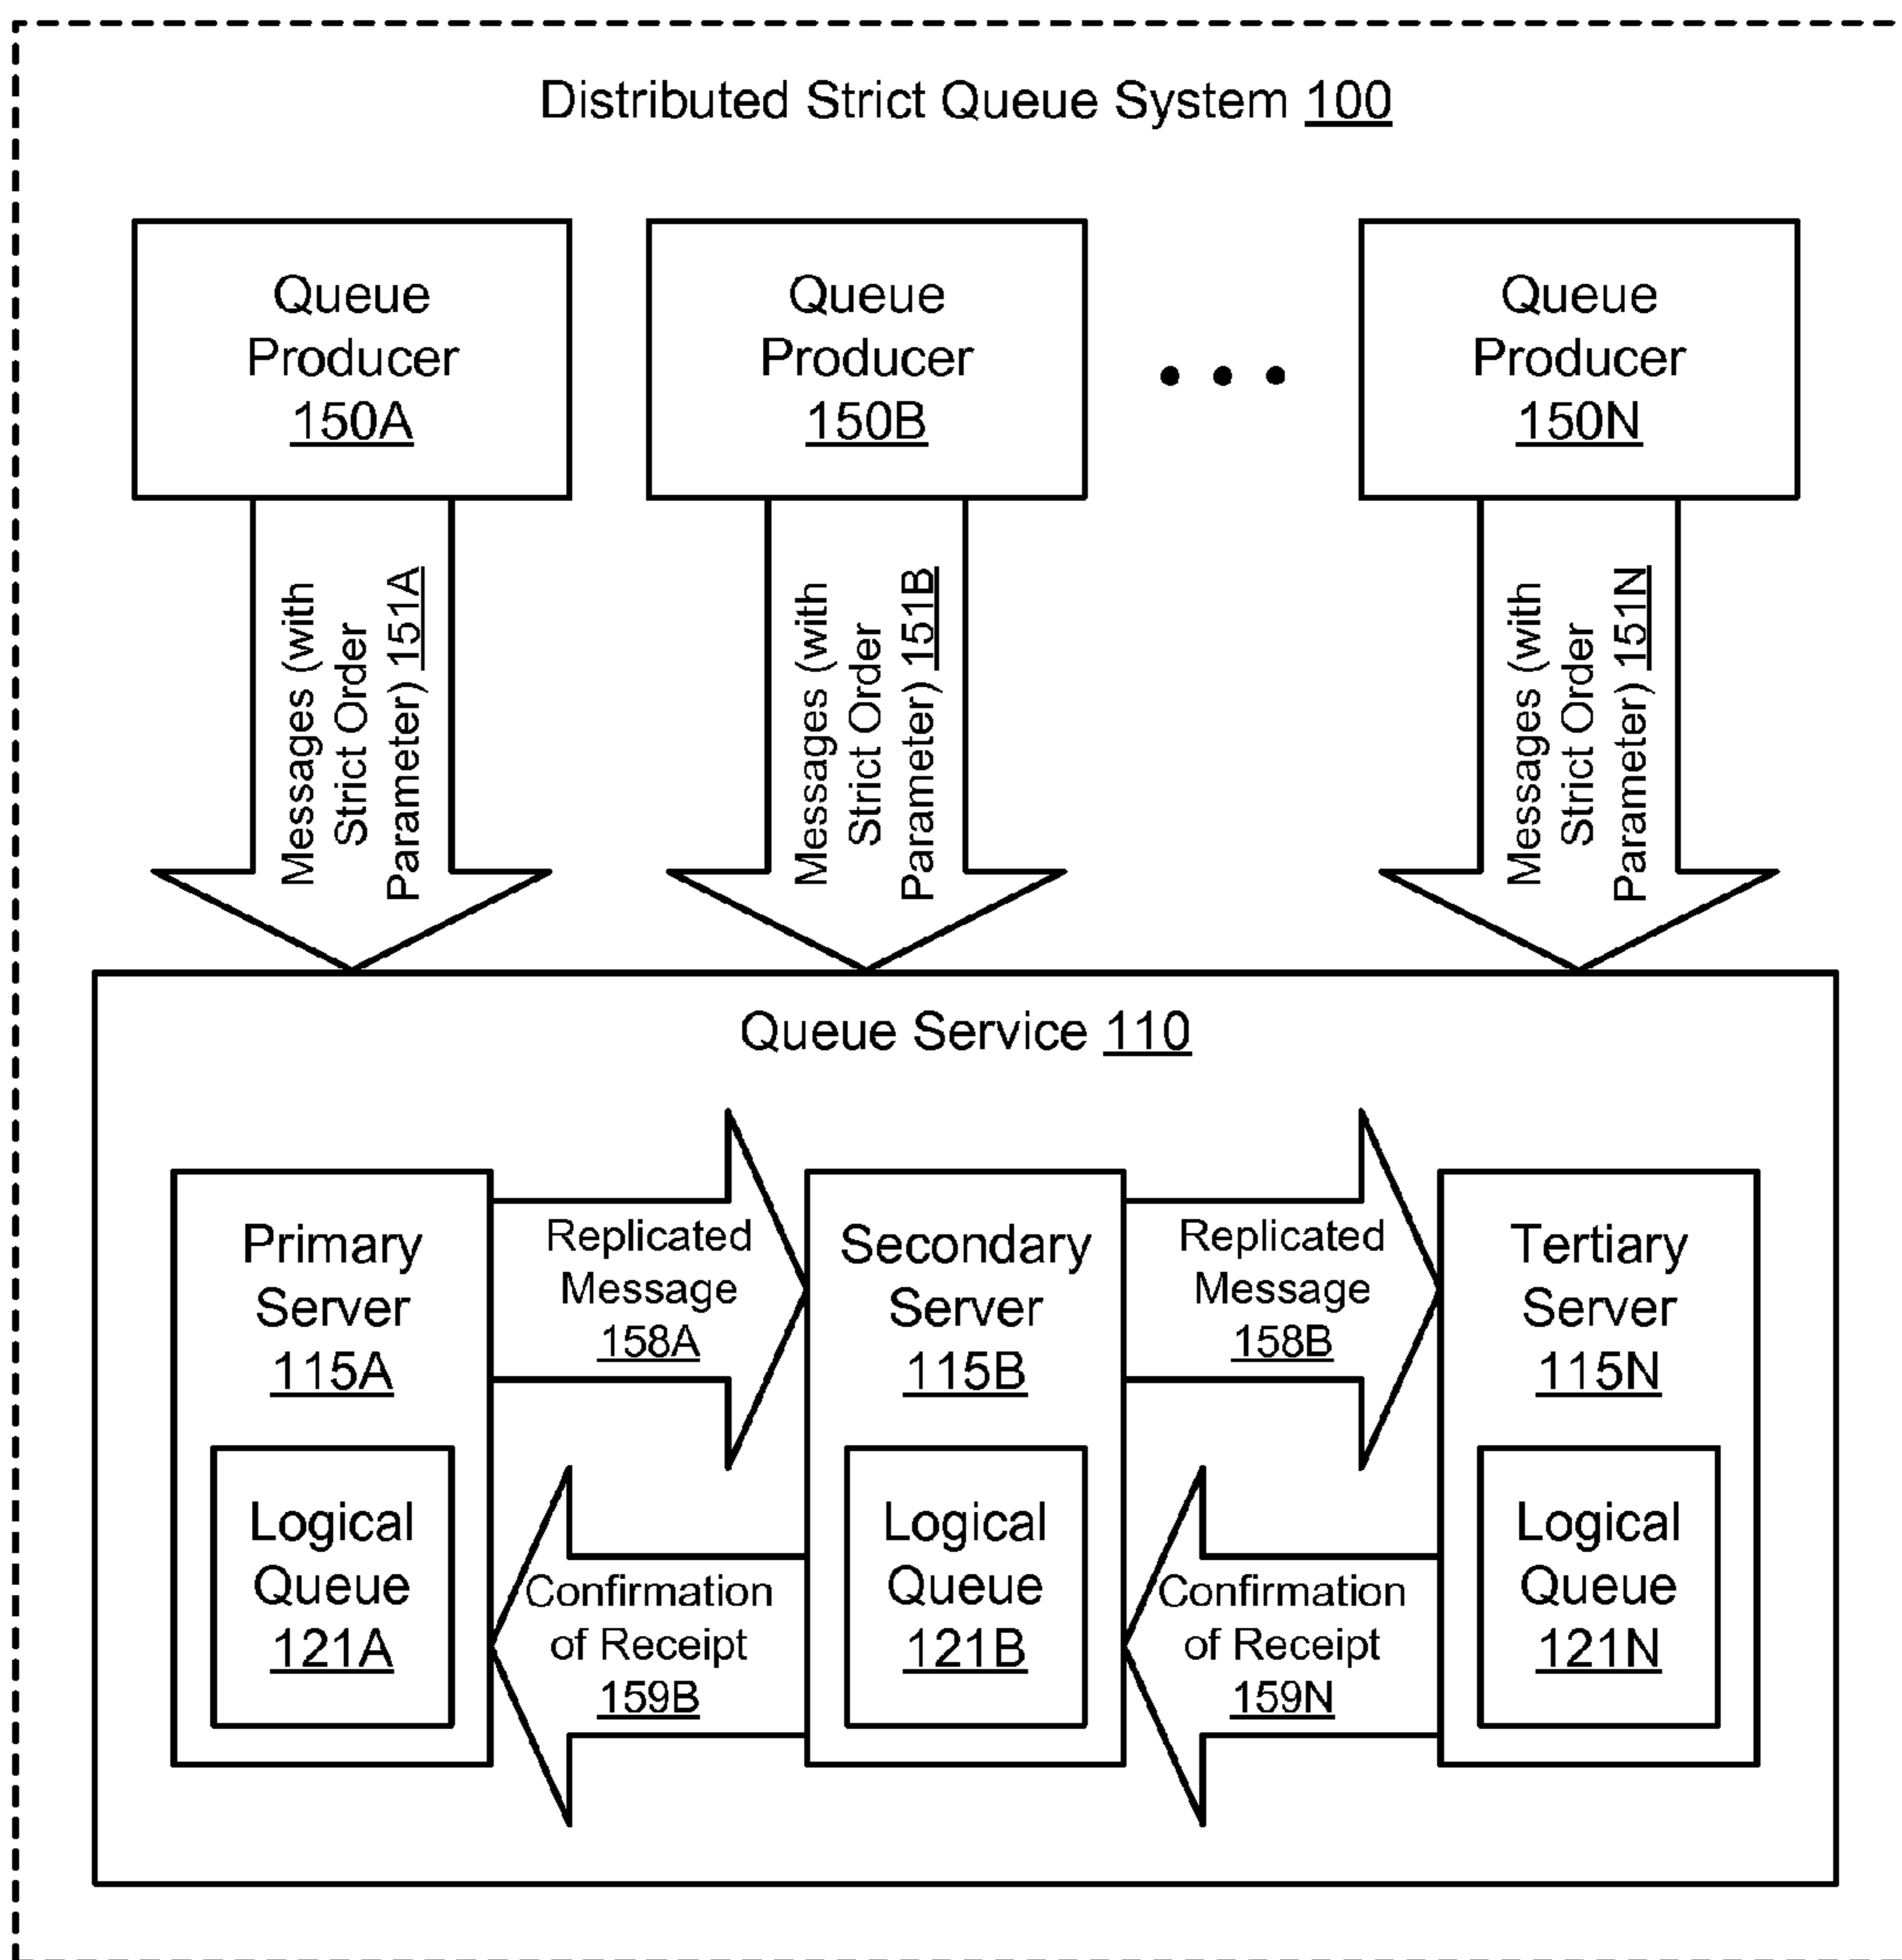 Distributed Strict Queue System 100
Queue
Producer
150A
Queue
Producer
150B
Queue
Producer
150N
Messages (with
Strict Order
Parameter) 151A
Messages (with
Strict Order
Parameter) 151B
Messages (with
Strict Order
Parameter) 151N
Queue Service 110
Primary
Server
115A
Replicated
Message
158A
Secondary
Server
115B
Replicated
Message
158B
Tertiary
Server
115N
Logical
Queue
121A
Confirmation
of Receipt
159B
Logical
Queue
121B
Confirmation
of Receipt
159N
Logical
Queue
121N